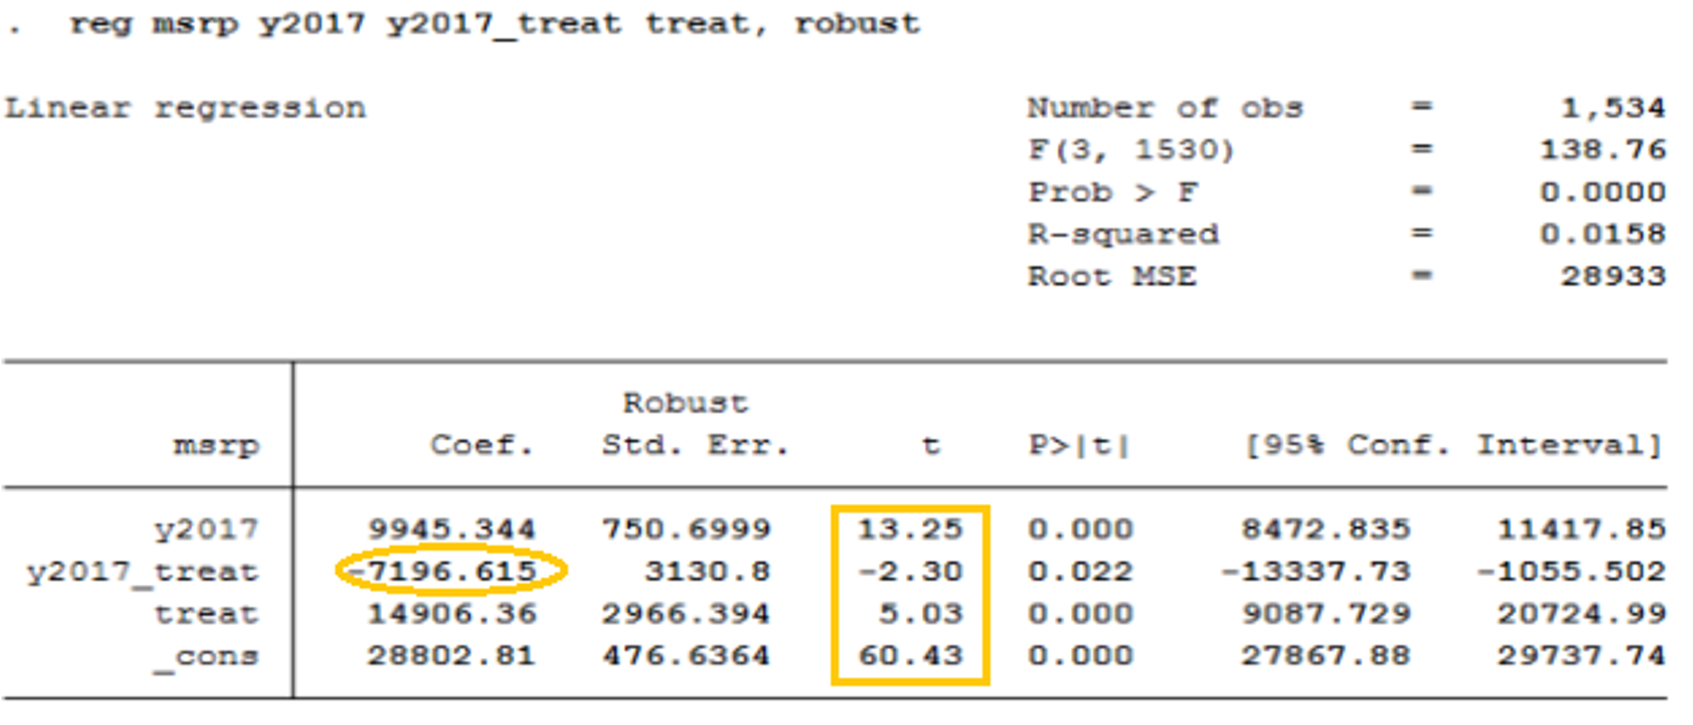 . reg msrp y2017 y2017_treat treat, robust
Linear regression Number of obs = 1,534
F(3, 1530) = 138.76
Prob > F = 0.0000
R-squared = 0.0158
Root MSE = 28933
Robust
msrp Coef. Std. Err. t P>|t| [95% Conf. Interval]
y2017 9945.344 750.6999 13.25 0.000 8472.835 11417.85
y2017_treat -7196.615 3130.8 -2.30 0.022 -13337.73 -1055.502
treat 14906.36 2966.394 5.03 0.000 9087.729 20724.99
_cons 28802.81 476.6364 60.43 0.000 27867.88 29737.74